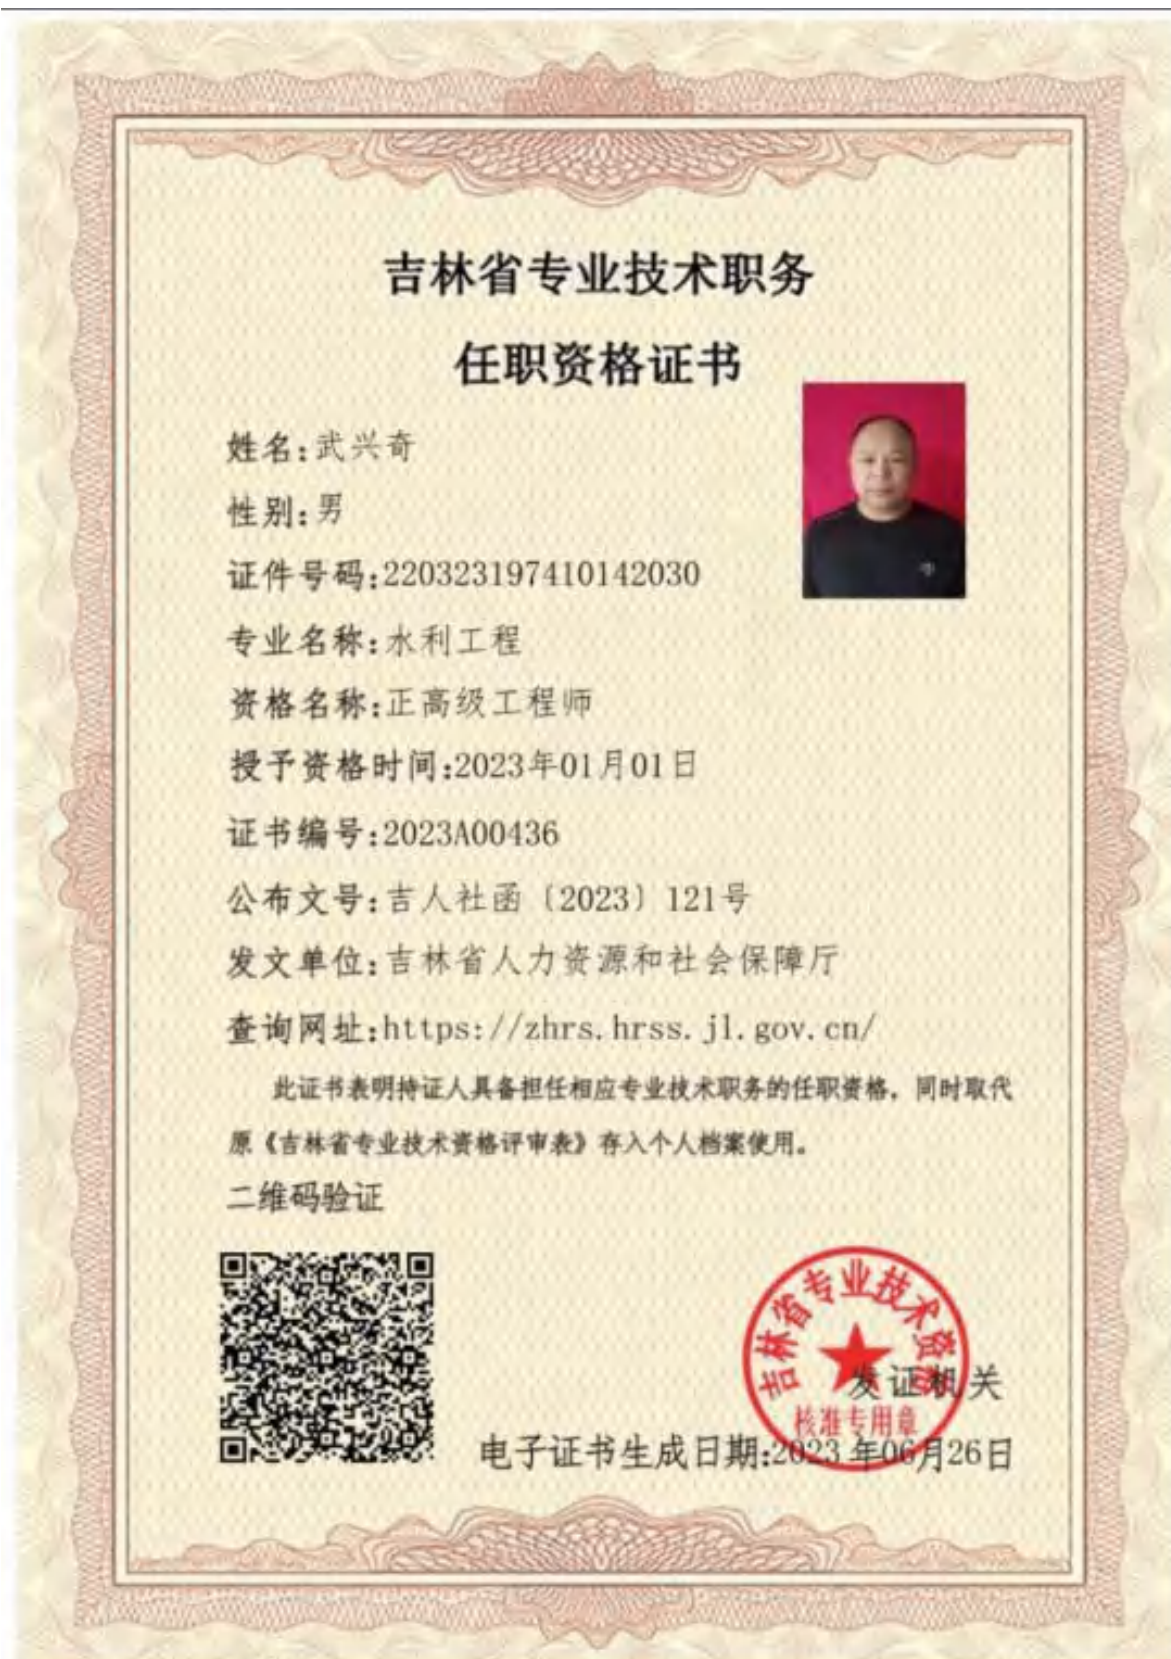 吉林省专业技术职务
任职资格证书
姓名:武兴奇
性别:男
证件号码:220323197410142030
专业名称:水利工程
资格名称:正高级工程师
授予资格时间:2023年01月01日
证书编号:2023A00436
公布文号:吉人社函〔2023〕121号
发文单位:吉林省人力资源和社会保障厅
查询网址:https://zhrs.hrss.jl.gov.cn/
此证书表明持证人具备担任相应专业技术职务的任职资格，同时取代
原《吉林省专业技术资格评审表》存入个人档案使用。
二维码验证
吉林省专业技术资格
发证机关
核准专用章
电子证书生成日期:2023年06月26日